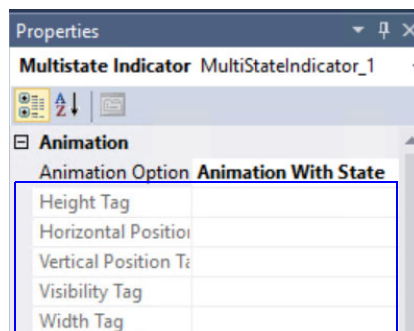 Properties
Multistate Indicator MultiStateIndicator_1
Animation
Animation Option Animation With State
Height Tag
Horizontal Position
Vertical Position Ta
Visibility Tag
Width Tag